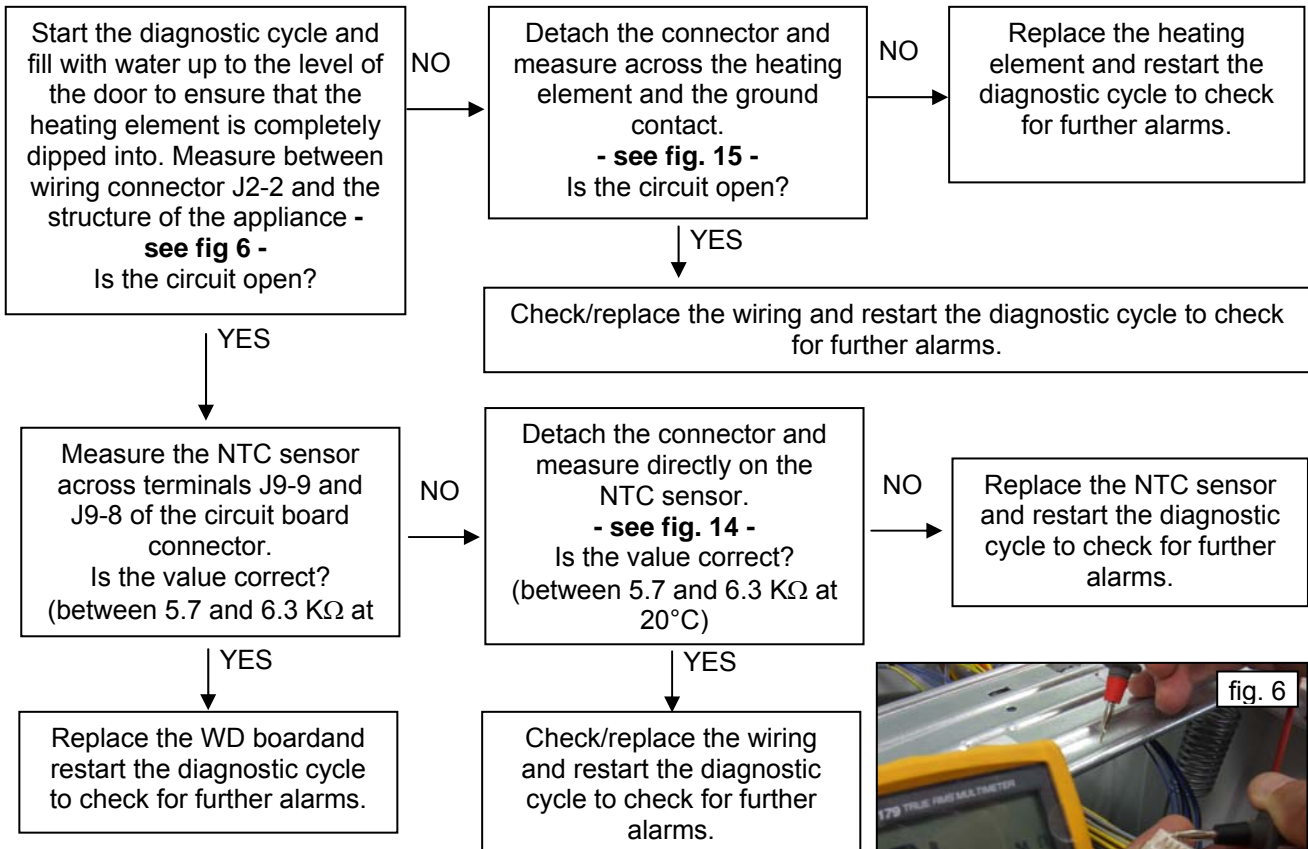 Start the diagnostic cycle and
fill with water up to the level of
the door to ensure that the
heating element is completely
dipped into. Measure between
wiring connector J2-2 and the
structure of the appliance -
see fig 6 -
Is the circuit open?
NO
Detach the connector and
measure across the heating
element and the ground
contact.
- see fig. 15 -
Is the circuit open?
NO
Replace the heating
element and restart the
diagnostic cycle to check
for further alarms.
YES
Check/replace the wiring and restart the diagnostic cycle to check
for further alarms.
YES
Measure the NTC sensor
across terminals J9-9 and
J9-8 of the circuit board
connector.
Is the value correct?
(between 5.7 and 6.3 KΩ at
NO
Detach the connector and
measure directly on the
NTC sensor.
- see fig. 14 -
Is the value correct?
(between 5.7 and 6.3 KΩ at
20°C)
NO
Replace the NTC sensor
and restart the diagnostic
cycle to check for further
alarms.
YES
Replace the WD boardand
restart the diagnostic cycle
to check for further alarms.
YES
Check/replace the wiring
and restart the diagnostic
cycle to check for further
alarms.
fig. 6
179 TRUE RMS MULTIMETER